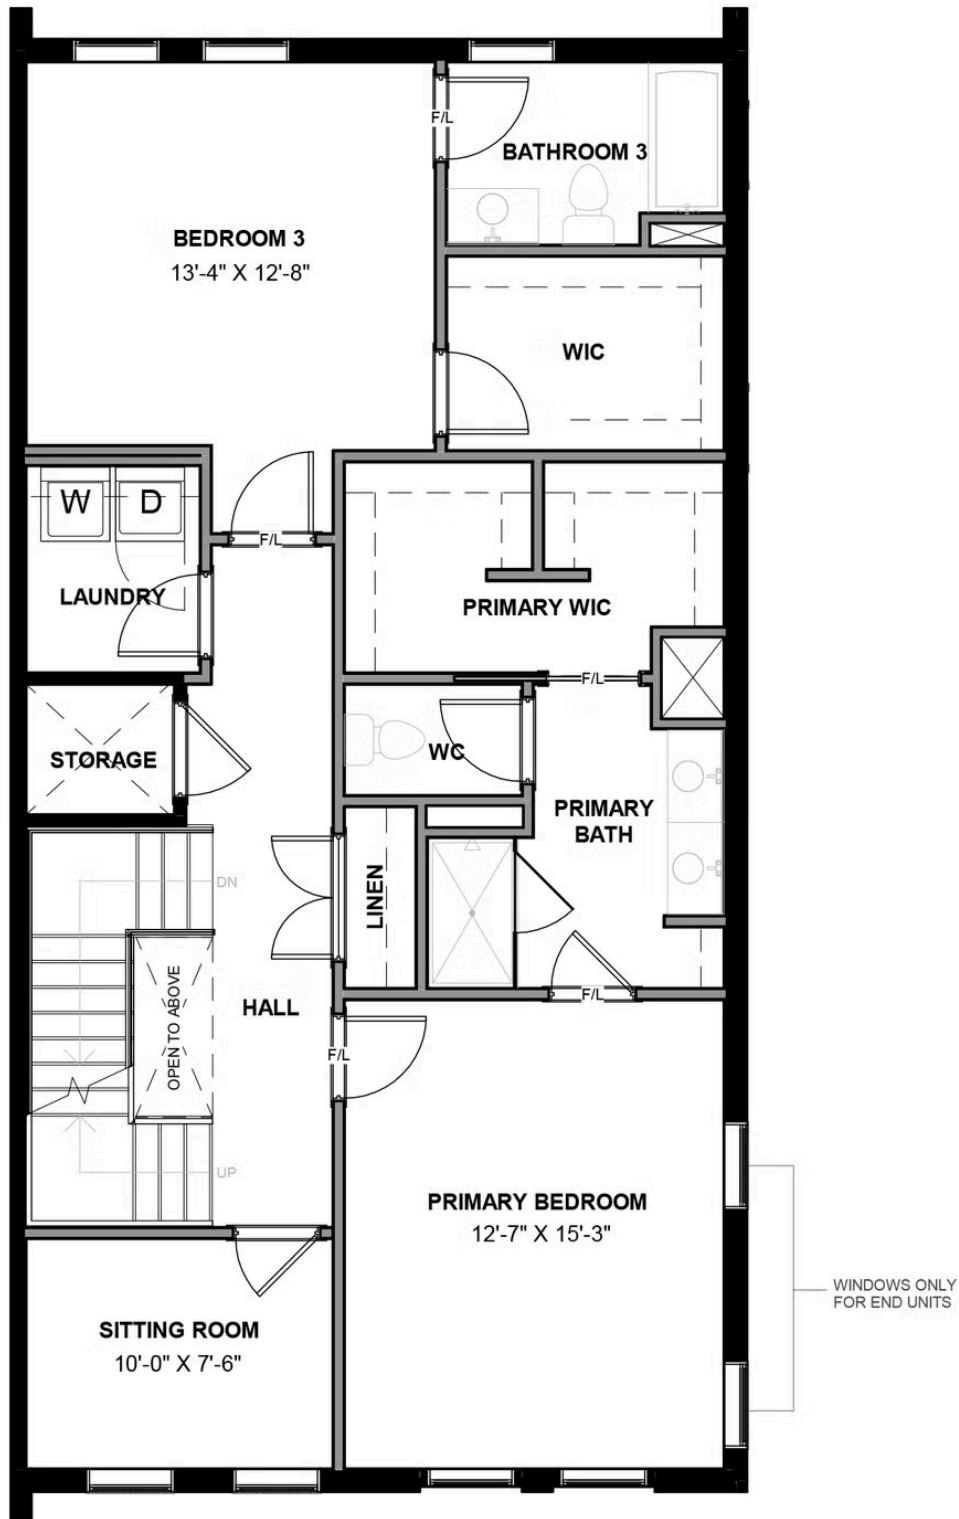 F/L
BATHROOM 3
BEDROOM 3
13'-4" X 12'-8"
WIC
W
D
F/L
LAUNDRY
PRIMARY WIC
F/L
STORAGE
WC
PRIMARY
BATH
DN
LINEN
OPEN TO ABOVE
HALL
F/L
F/L
UP
PRIMARY BEDROOM
12'-7" X 15'-3"
WINDOWS ONLY
FOR END UNITS
SITTING ROOM
10'-0" X 7'-6"